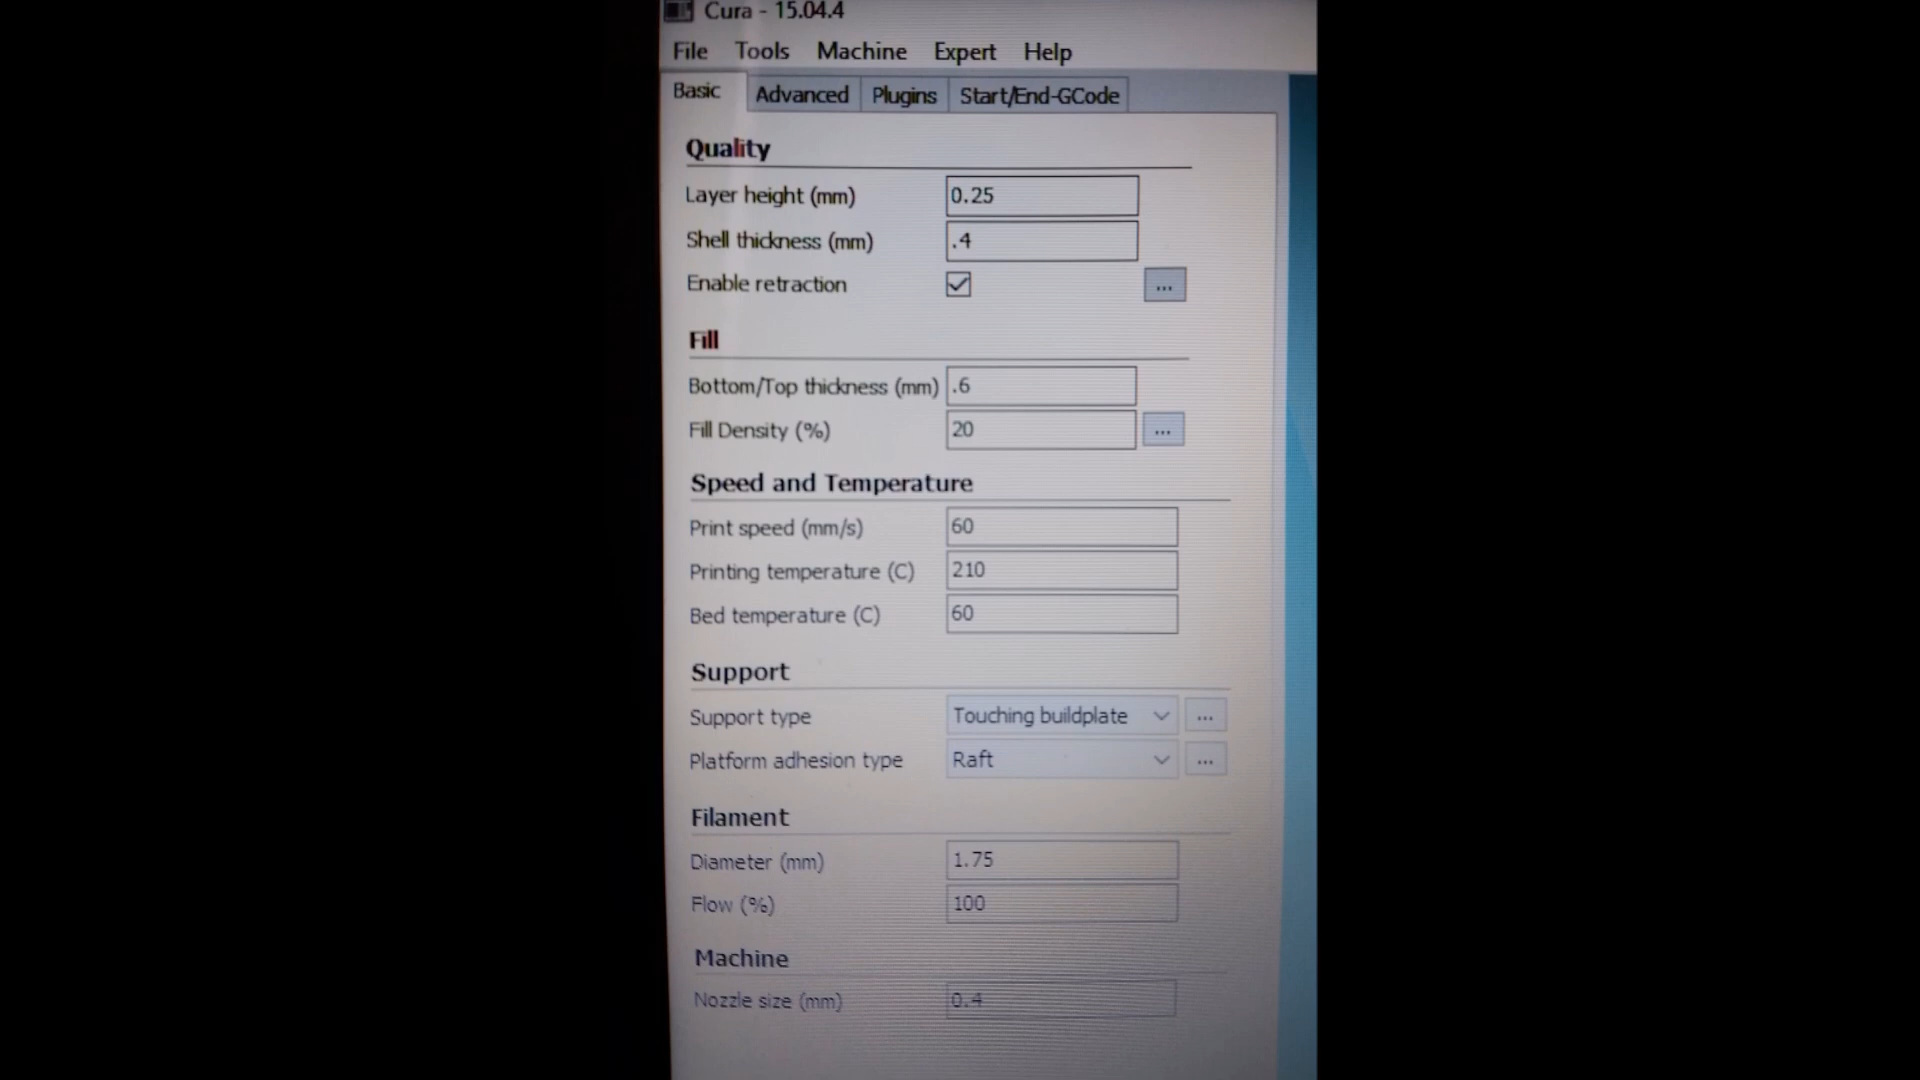 Cura - 15.04.4
File Tools Machine Expert Help
Basic Advanced Plugins Start/End-GCode
Quality
Layer height (mm) 0.25
Shell thickness (mm) .4
Enable retraction ...
Fill
Bottom/Top thickness (mm) .6
Fill Density (%) 20 ...
Speed and Temperature
Print speed (mm/s) 60
Printing temperature (C) 210
Bed temperature (C) 60
Support
Support type Touching buildplate ...
Platform adhesion type Raft ...
Filament
Diameter (mm) 1.75
Flow (%) 100
Machine
Nozzle size (mm) 0.4